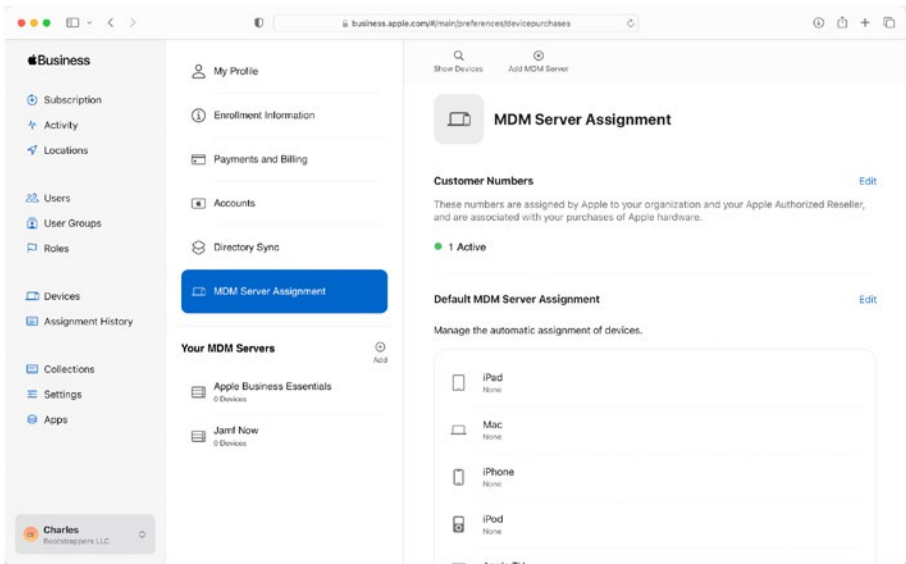 business.apple.com/#/main/preferences/devicepurchases
Business
Subscription
Activity
Locations
Users
User Groups
Roles
Devices
Assignment History
Collections
Settings
Apps
Charles
Bootstrappers LLC
My Profile
Enrollment Information
Payments and Billing
Accounts
Directory Sync
MDM Server Assignment
Your MDM Servers
Add
Apple Business Essentials
0 Devices
Jamf Now
0 Devices
Show Devices
Add MDM Server
MDM Server Assignment
Customer Numbers
Edit
These numbers are assigned by Apple to your organization and your Apple Authorized Reseller,
and are associated with your purchases of Apple hardware.
1 Active
Default MDM Server Assignment
Edit
Manage the automatic assignment of devices.
iPad
None
Mac
None
iPhone
None
iPod
None